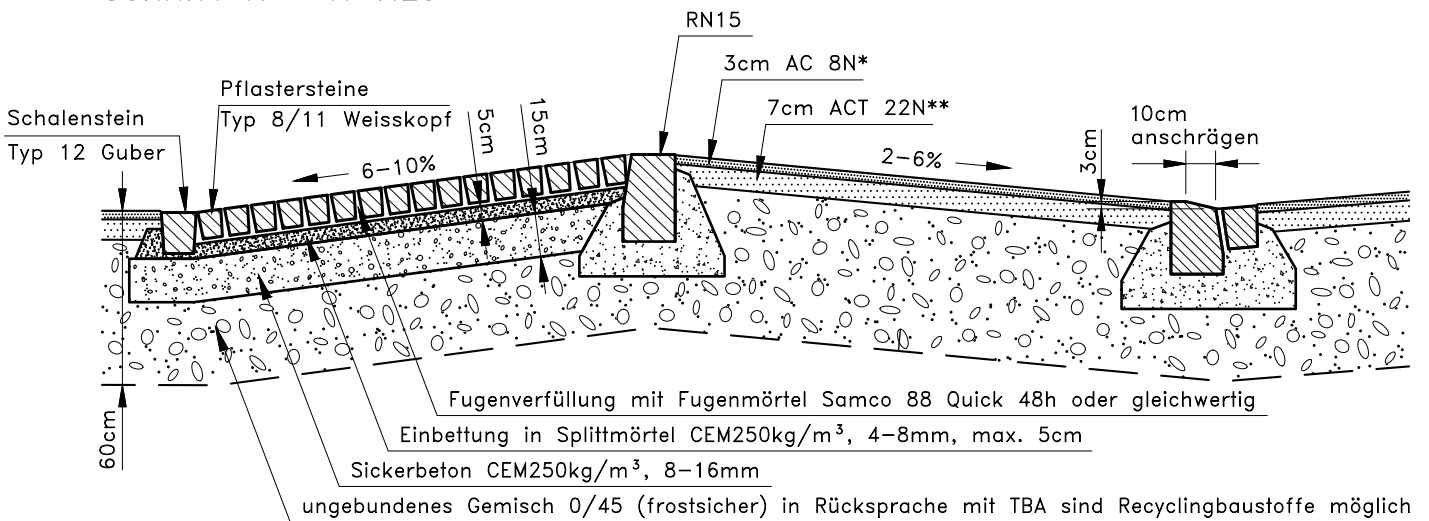 RN15
3cm AC 8N*
7cm ACT 22N**
Pflastersteine
Typ 8/11 Weisskopf
Schalenstein
Typ 12 Guber
5cm
15cm
6-10%
2-6%
3cm
10cm
anschrägen
60cm
Fugenverfüllung mit Fugenmörtel Samco 88 Quick 48h oder gleichwertig
Einbettung in Splittmörtel CEM250kg/m³, 4-8mm, max. 5cm
Sickerbeton CEM250kg/m³, 8-16mm
ungebundenes Gemisch 0/45 (frostsicher) in Rücksprache mit TBA sind Recyclingbaustoffe möglich